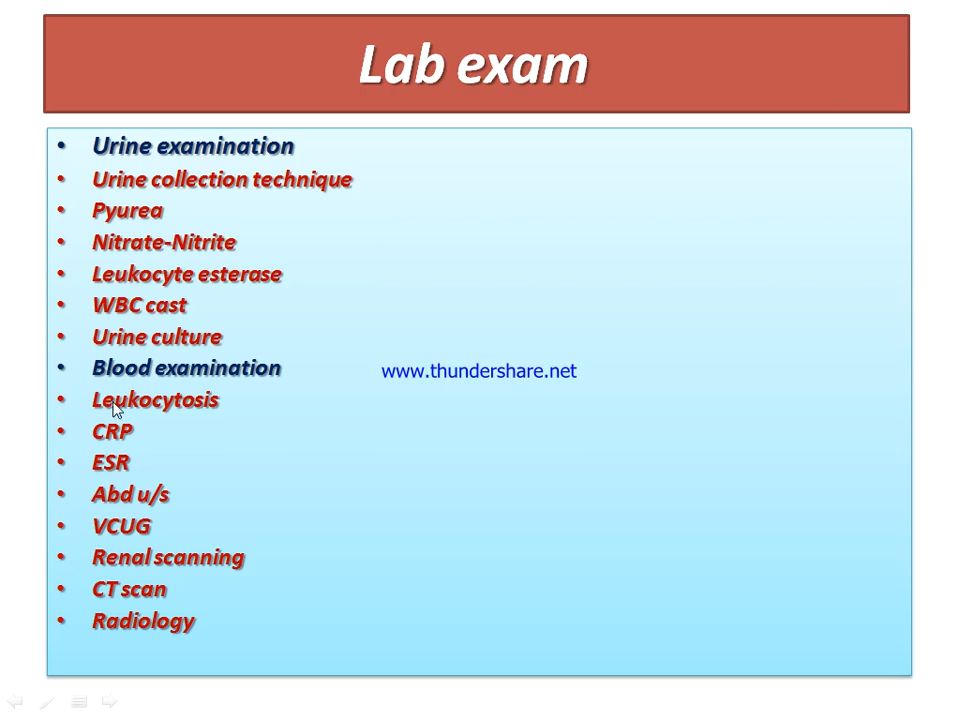 Lab exam
• Urine examination
• Urine collection technique
• Pyurea
• Nitrate-Nitrite
• Leukocyte esterase
• WBC cast
• Urine culture
• Blood examination
www.thundershare.net
• Leukocytosis
• CRP
• ESR
• Abd u/s
• VCUG
• Renal scanning
• CT scan
• Radiology